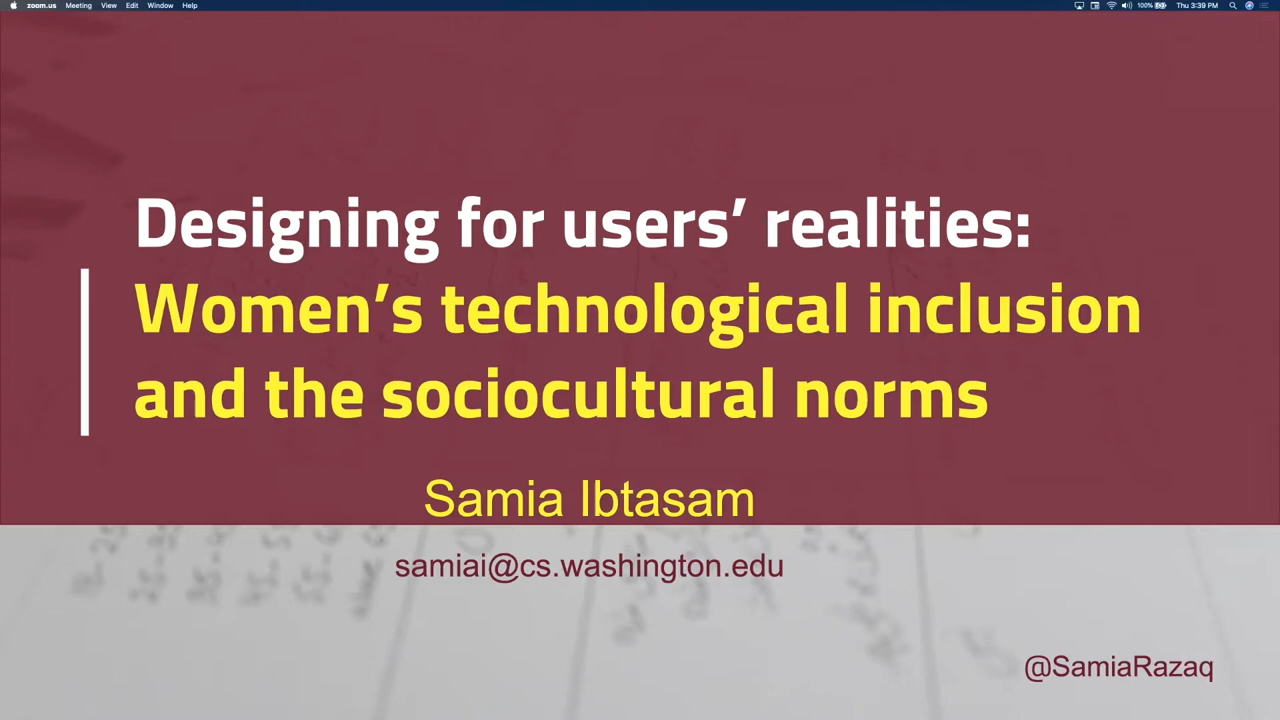 zoom.us Meeting View Edit Window Help 100% Thu 3:39 PM
Designing for users’ realities:
Women’s technological inclusion
and the sociocultural norms
Samia Ibtasam
samiai@cs.washington.edu
@SamiaRazaq